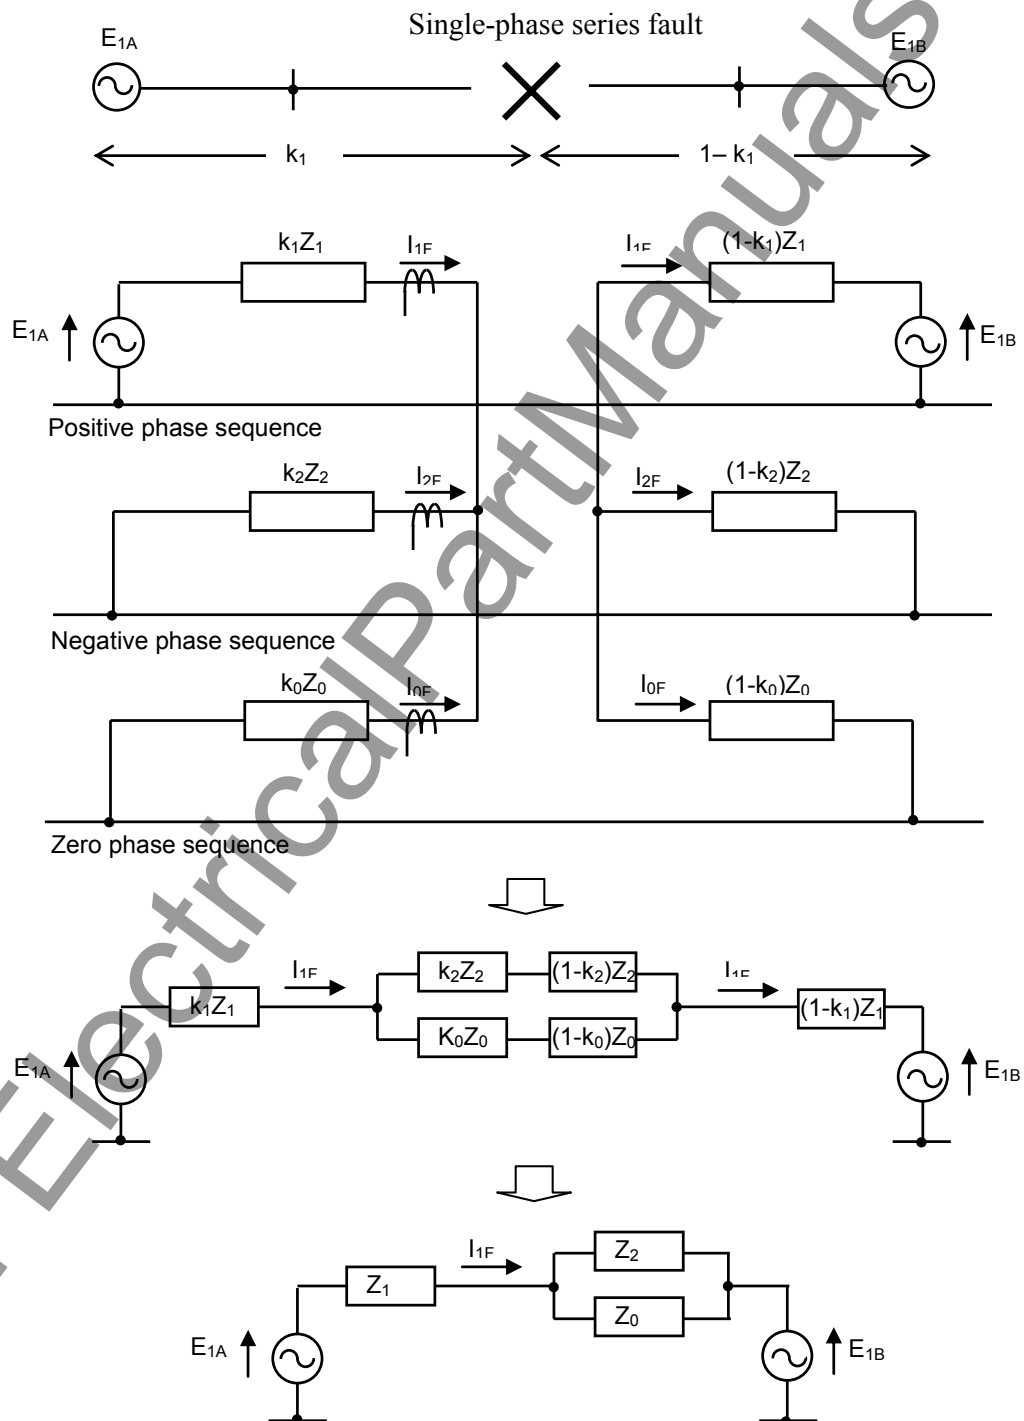 Single-phase series fault
E1A
E1B
k1
1– k1
k1Z1
I1F
I1F
(1-k1)Z1
E1A
E1B
Positive phase sequence
k2Z2
I2F
I2F
(1-k2)Z2
Negative phase sequence
k0Z0
I0F
I0F
(1-k0)Z0
Zero phase sequence
I1F
k2Z2
(1-k2)Z2
I1F
k1Z1
(1-k1)Z1
K0Z0
(1-k0)Z0
E1A
E1B
I1F
Z2
Z1
Z0
E1A
E1B
ElectricalPartManuals